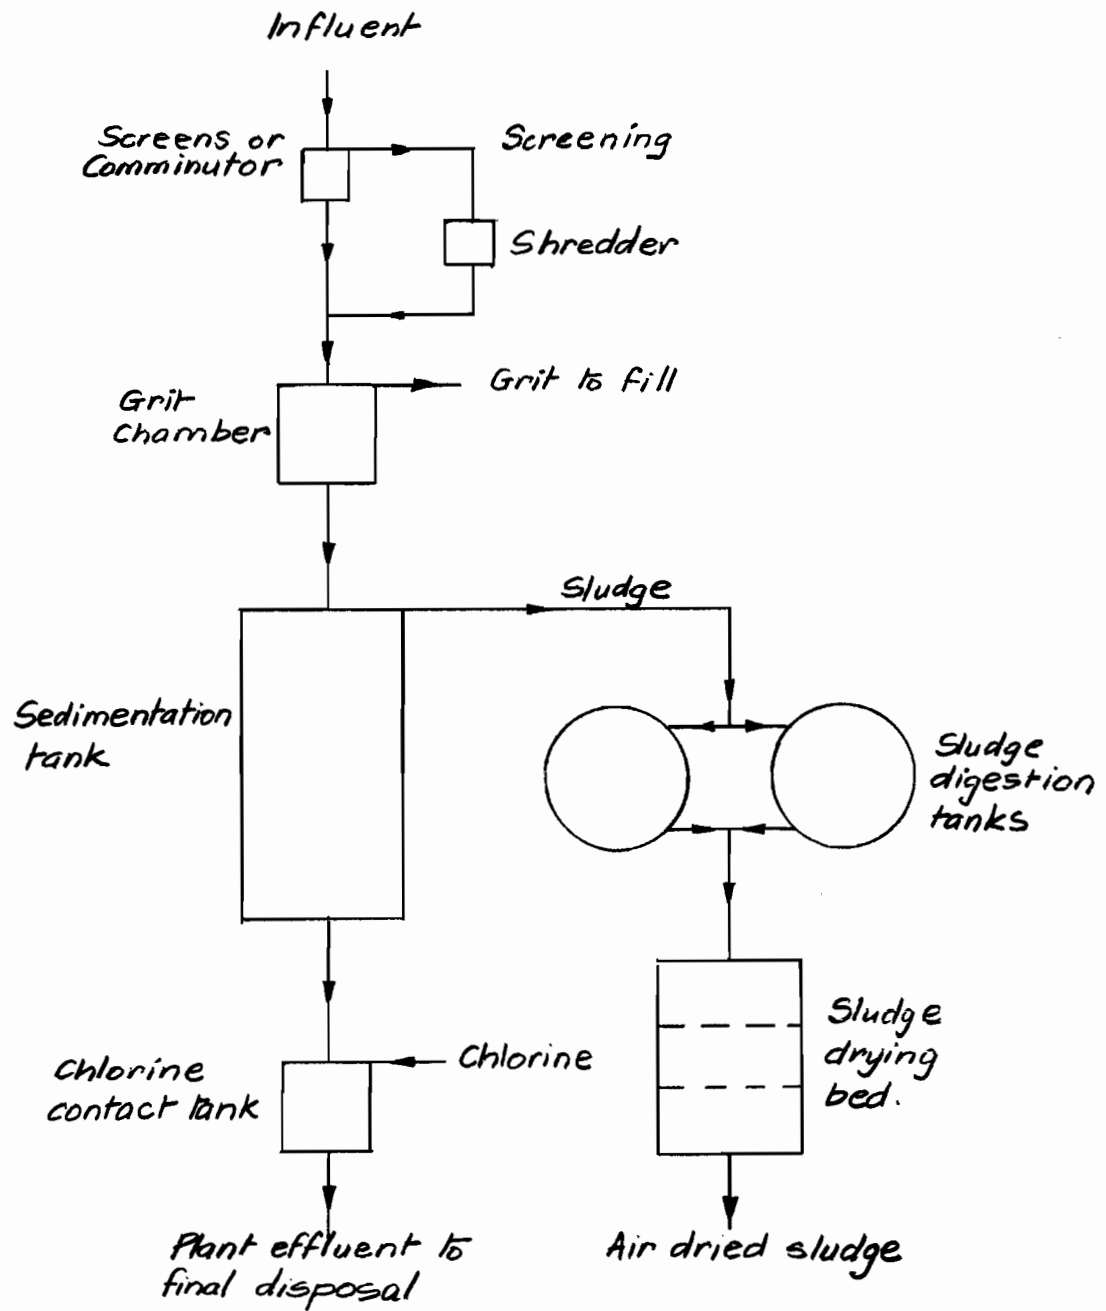 Influent
Screens or
Comminutor
Screening
Shredder
Grit to fill
Grit
chamber
Sludge
Sedimentation
tank
Sludge
digestion
tanks
Chlorine
Chlorine
contact tank
Sludge
drying
bed.
Plant effluent to
final disposal
Air dried sludge